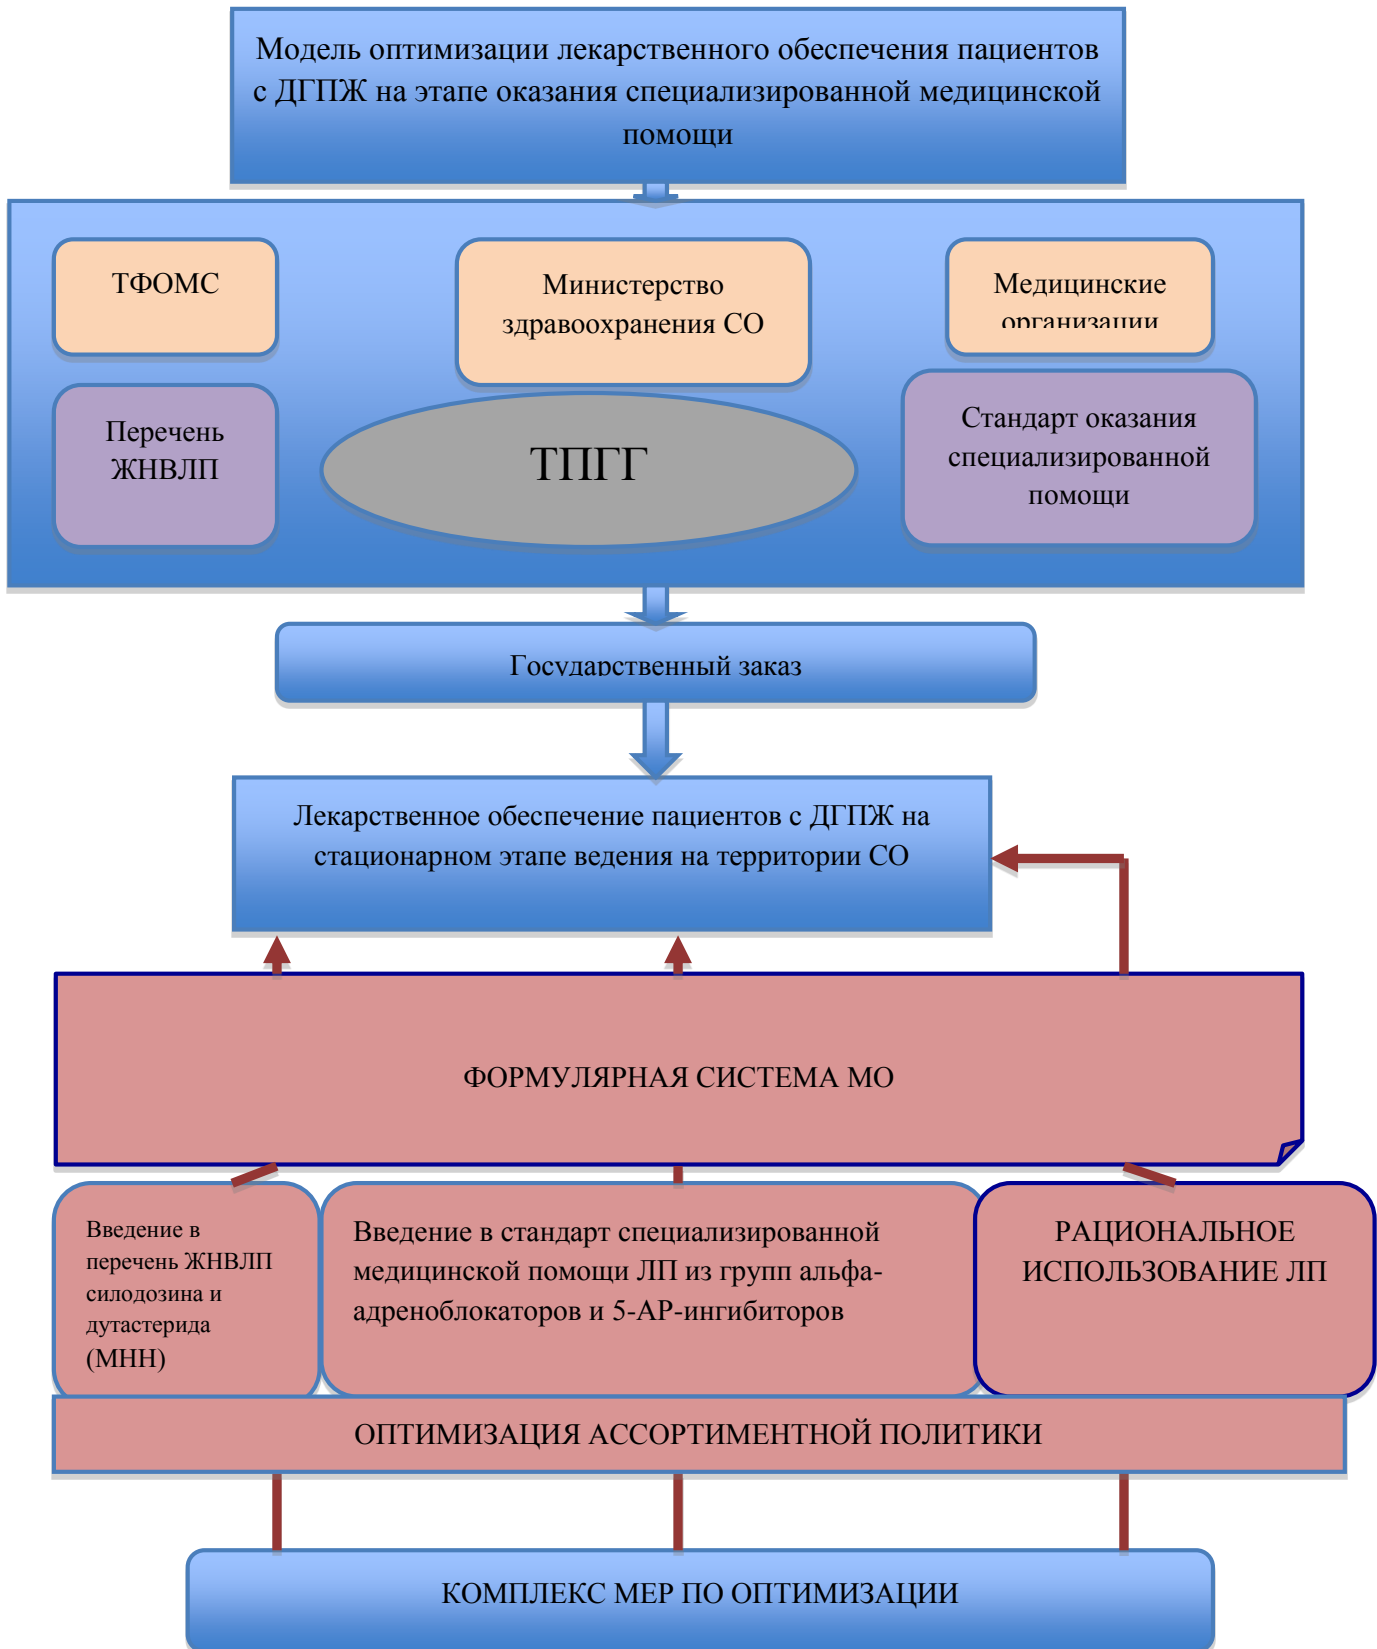 Модель оптимизации лекарственного обеспечения пациентов
с ДГПЖ на этапе оказания специализированной медицинской
помощи
ТФОМС
Министерство
здравоохранения СО
Медицинские
организации
Перечень
ЖНВЛП
ТПГГ
Стандарт оказания
специализированной
помощи
Государственный заказ
Лекарственное обеспечение пациентов с ДГПЖ на
стационарном этапе ведения на территории СО
ФОРМУЛЯРНАЯ СИСТЕМА МО
Введение в
перечень ЖНВЛП
силодозина и
дутастерида
(МНН)
Введение в стандарт специализированной
медицинской помощи ЛП из групп альфа-
адреноблокаторов и 5-АР-ингибиторов
РАЦИОНАЛЬНОЕ
ИСПОЛЬЗОВАНИЕ ЛП
ОПТИМИЗАЦИЯ АССОРТИМЕНТНОЙ ПОЛИТИКИ
КОМПЛЕКС МЕР ПО ОПТИМИЗАЦИИ